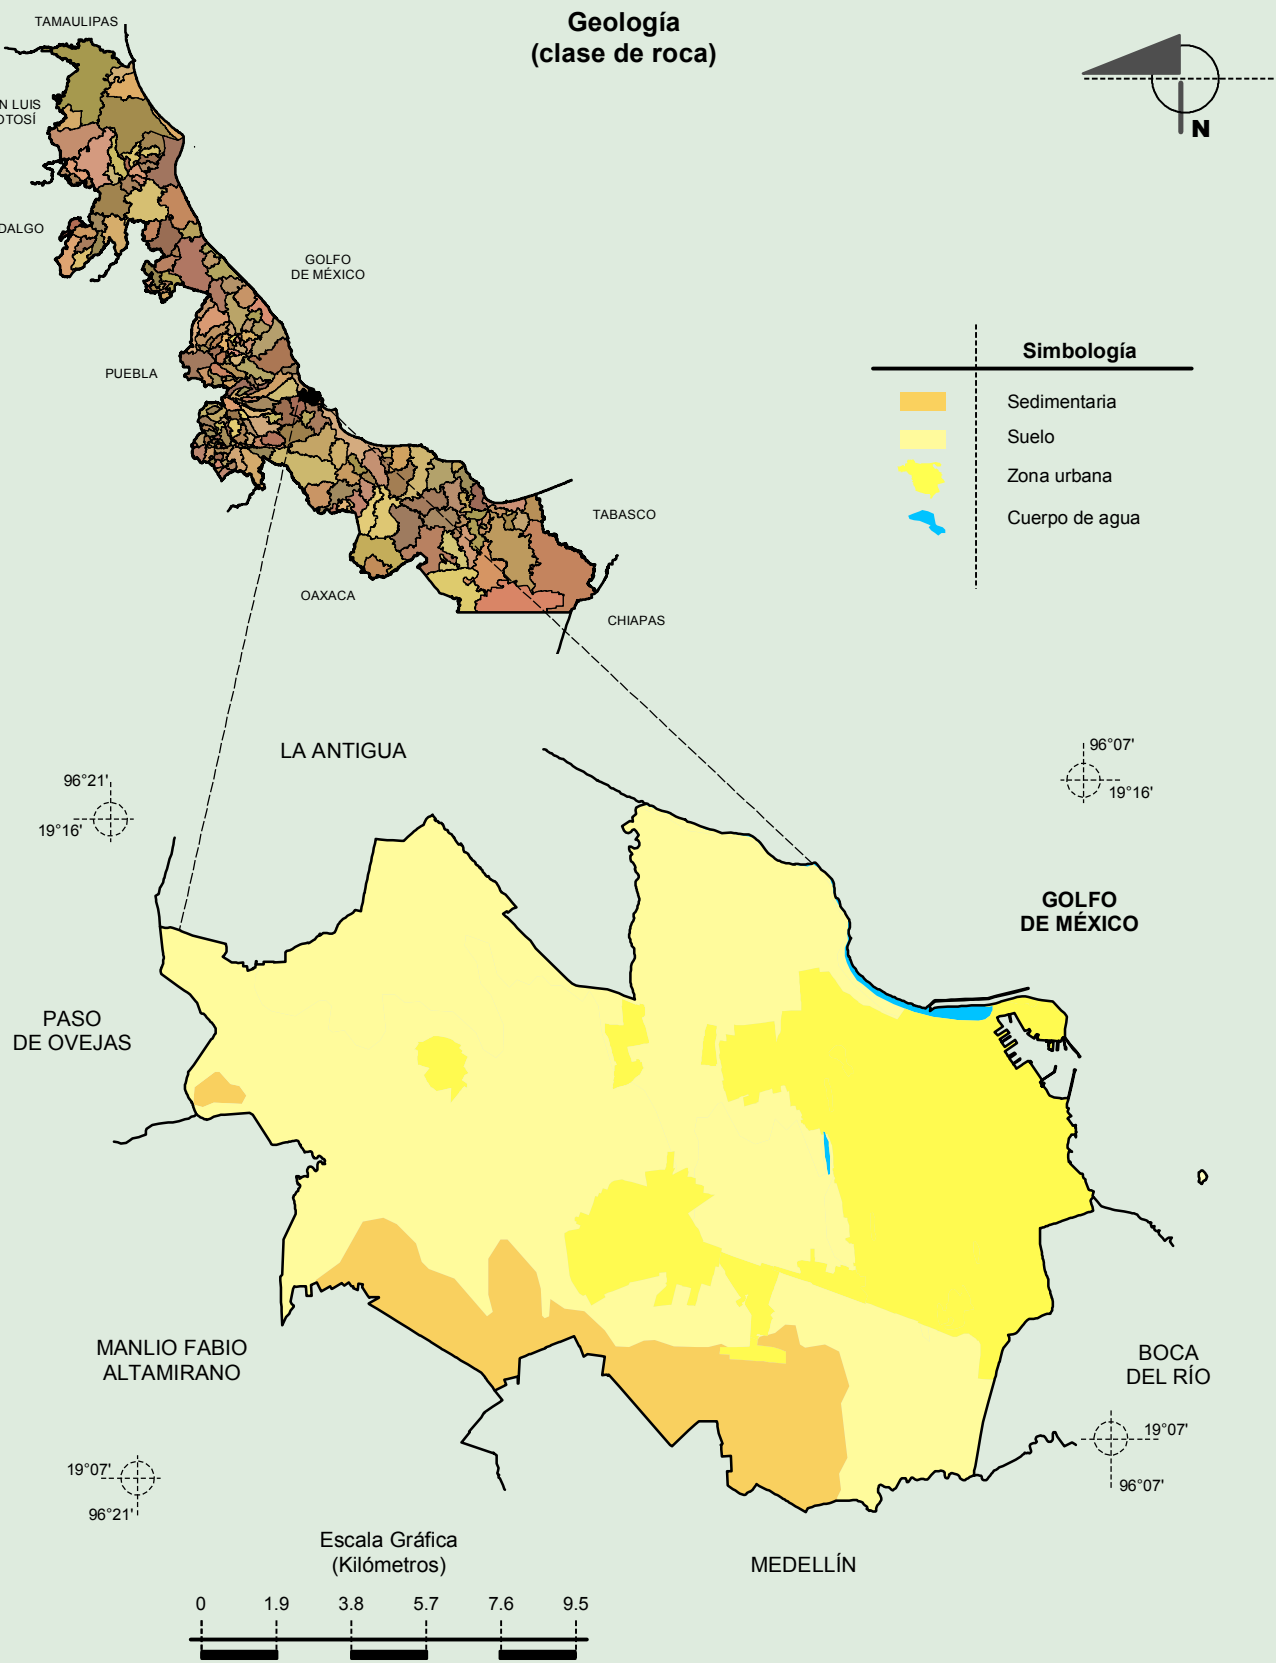 Geología
(clase de roca)
TAMAULIPAS
N LUIS
OTOSÍ
DALGO
GOLFO
DE MÉXICO
PUEBLA
TABASCO
OAXACA
CHIAPAS
N
Simbología
Sedimentaria
Suelo
Zona urbana
Cuerpo de agua
LA ANTIGUA
96°21'
19°16'
96°07'
19°16'
GOLFO
DE MÉXICO
PASO
DE OVEJAS
MANLIO FABIO
ALTAMIRANO
BOCA
DEL RÍO
19°07'
96°21'
19°07'
96°07'
MEDELLÍN
Escala Gráfica
(Kilómetros)
0 1.9 3.8 5.7 7.6 9.5